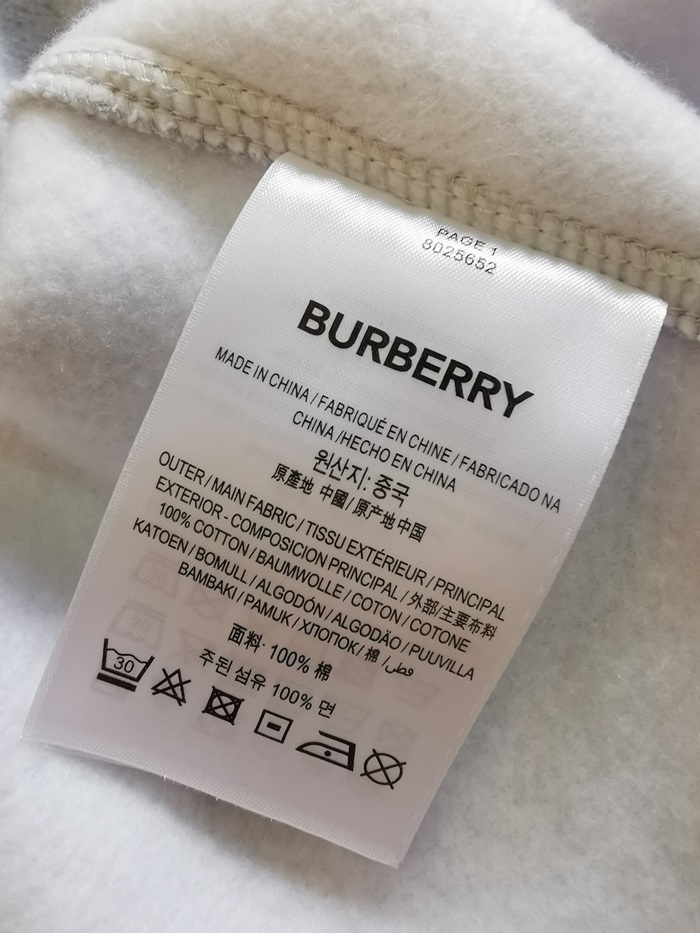 PAGE 1
8025652
BURBERRY
MADE IN CHINA / FABRIQUÉ EN CHINE / FABRICADO NA
CHINA /HECHO EN CHINA
원산지: 중국
原產地 中國 / 原产地 中国
OUTER / MAIN FABRIC / TISSU EXTÉRIEUR / PRINCIPAL
EXTERIOR - COMPOSICION PRINCIPAL / 外部/主要布料
100% COTTON / BAUMWOLLE / COTON / COTONE
KATOEN / BOMULL / ALGODÓN / ALGODÃO / PUUVILLA
BAMBAKI / PAMUK / ХЛОПОК/ 棉 /قطن
面料· 100% 棉
주된 섬유 100% 면
30